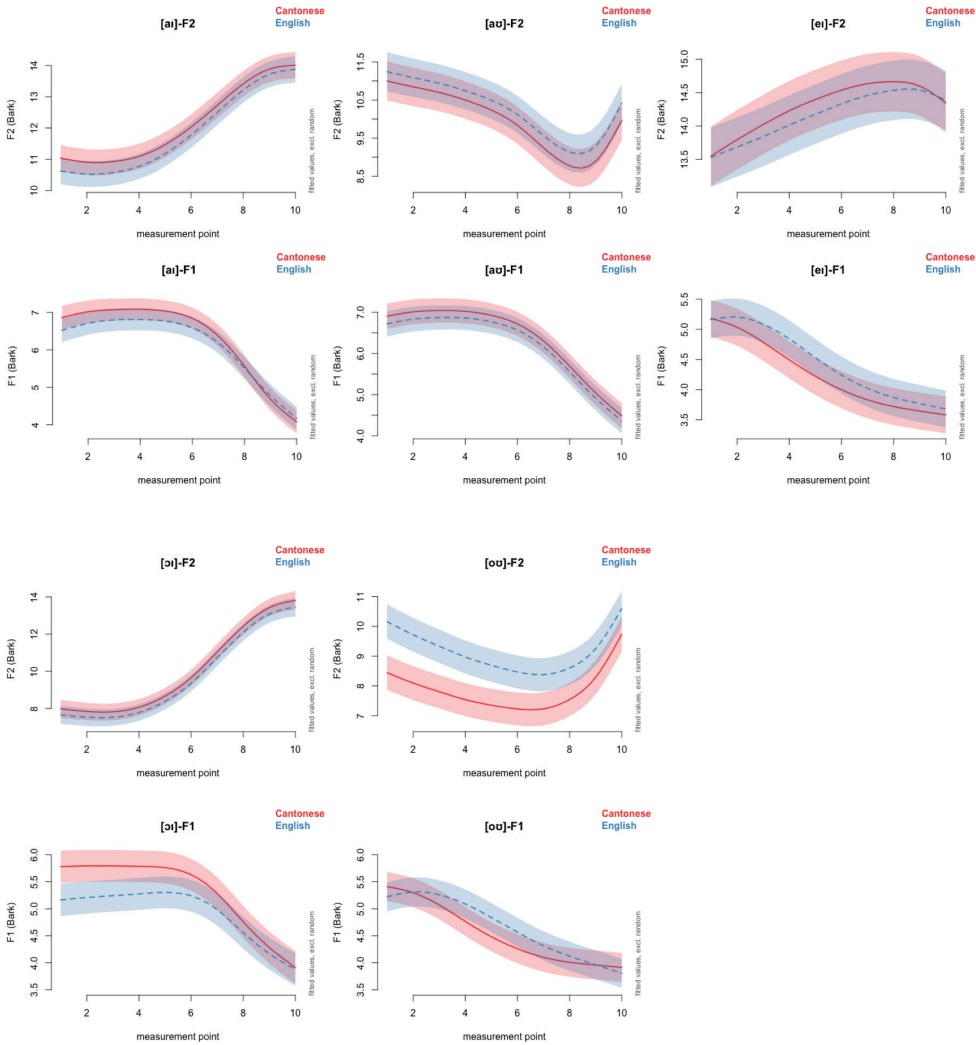 [aɪ]-F2
Cantonese
English
F2 (Bark)
14
13
12
11
10
2 4 6 8 10
measurement point
fitted values, excl. random
[aʊ]-F2
Cantonese
English
F2 (Bark)
11.5
10.5
9.5
8.5
2 4 6 8 10
measurement point
fitted values, excl. random
[eɪ]-F2
Cantonese
English
F2 (Bark)
15.0
14.5
14.0
13.5
2 4 6 8 10
measurement point
fitted values, excl. random
[aɪ]-F1
Cantonese
English
F1 (Bark)
7
6
5
4
2 4 6 8 10
measurement point
fitted values, excl. random
[aʊ]-F1
Cantonese
English
F1 (Bark)
7.0
6.0
5.0
4.0
2 4 6 8 10
measurement point
fitted values, excl. random
[eɪ]-F1
Cantonese
English
F1 (Bark)
5.5
5.0
4.5
4.0
3.5
2 4 6 8 10
measurement point
fitted values, excl. random
[ɔɪ]-F2
Cantonese
English
F2 (Bark)
14
12
10
8
2 4 6 8 10
measurement point
fitted values, excl. random
[oʊ]-F2
Cantonese
English
F2 (Bark)
11
10
9
8
7
2 4 6 8 10
measurement point
fitted values, excl. random
[ɔɪ]-F1
Cantonese
English
F1 (Bark)
6.0
5.5
5.0
4.5
4.0
3.5
2 4 6 8 10
measurement point
fitted values, excl. random
[oʊ]-F1
Cantonese
English
F1 (Bark)
6.0
5.5
5.0
4.5
4.0
3.5
2 4 6 8 10
measurement point
fitted values, excl. random